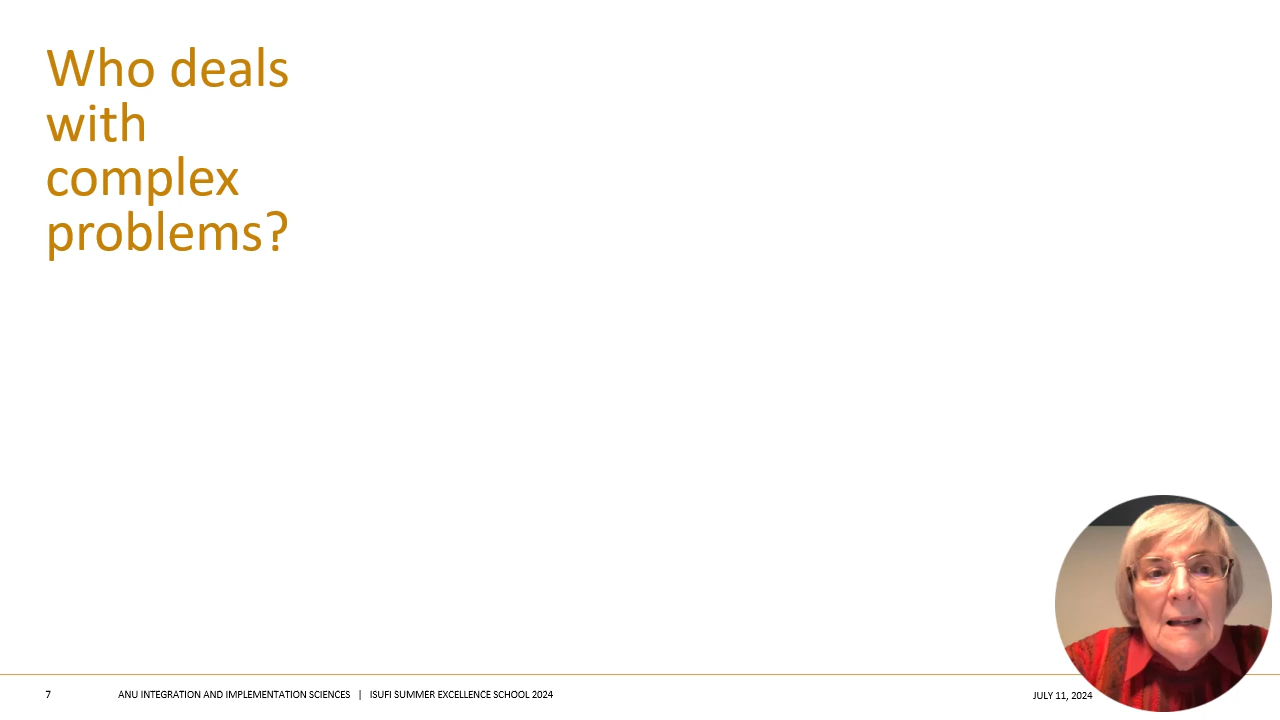 Who deals
with
complex
problems?
7 ANU INTEGRATION AND IMPLEMENTATION SCIENCES | ISUFI SUMMER EXCELLENCE SCHOOL 2024 JULY 11, 2024